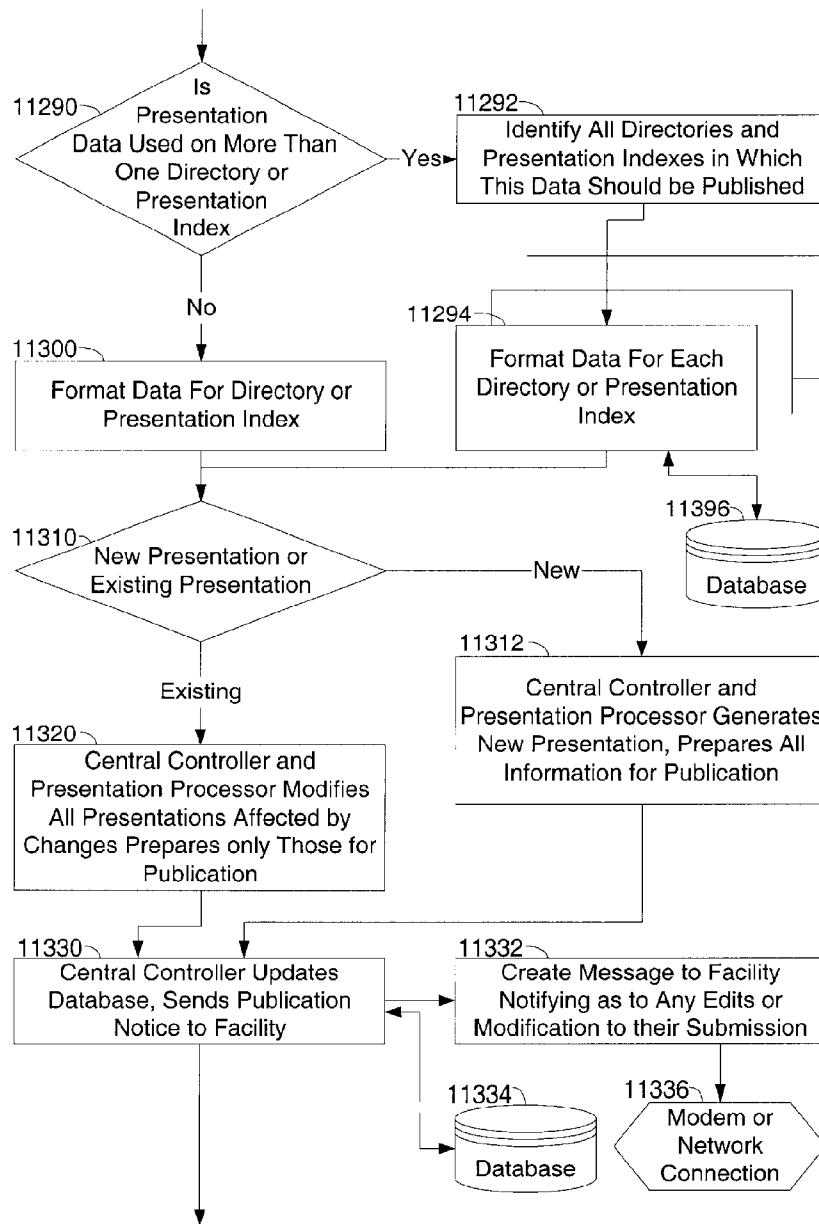 11290
Is
Presentation
Data Used on More Than
One Directory or
Presentation
Index
Yes
11292
Identify All Directories and
Presentation Indexes in Which
This Data Should be Published
No
11300
Format Data For Directory or
Presentation Index
11294
Format Data For Each
Directory or Presentation
Index
11396
Database
11310
New Presentation or
Existing Presentation
New
11312
Central Controller and
Presentation Processor Generates
New Presentation, Prepares All
Information for Publication
Existing
11320
Central Controller and
Presentation Processor Modifies
All Presentations Affected by
Changes Prepares only Those for
Publication
11330
Central Controller Updates
Database, Sends Publication
Notice to Facility
11332
Create Message to Facility
Notifying as to Any Edits or
Modification to their Submission
11334
Database
11336
Modem or
Network
Connection